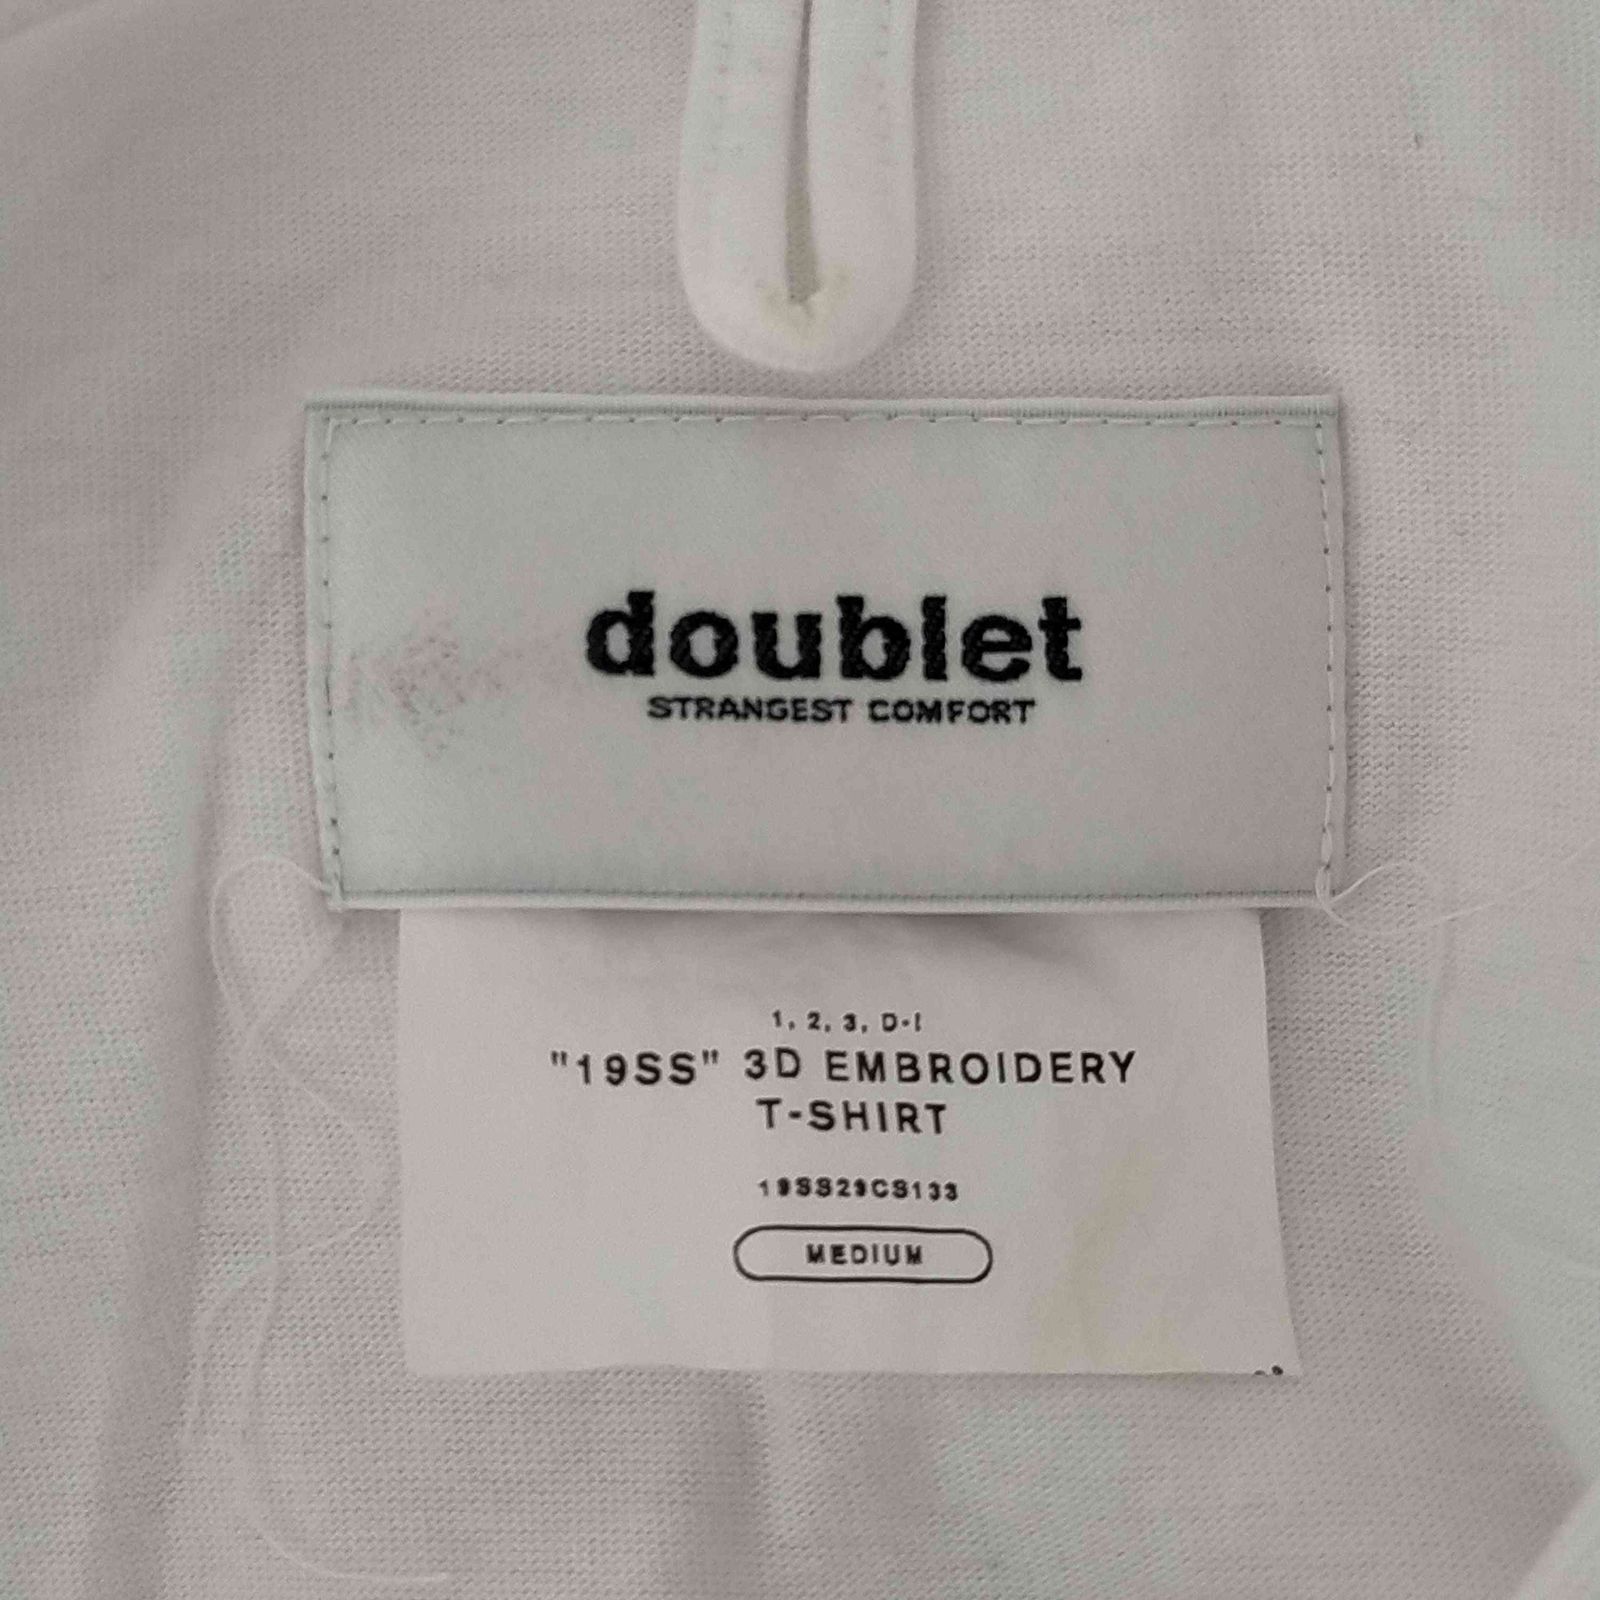 doublet
STRANGEST COMFORT
1, 2, 3, D-!
"19SS" 3D EMBROIDERY
T-SHIRT
19SS29CS133
MEDIUM